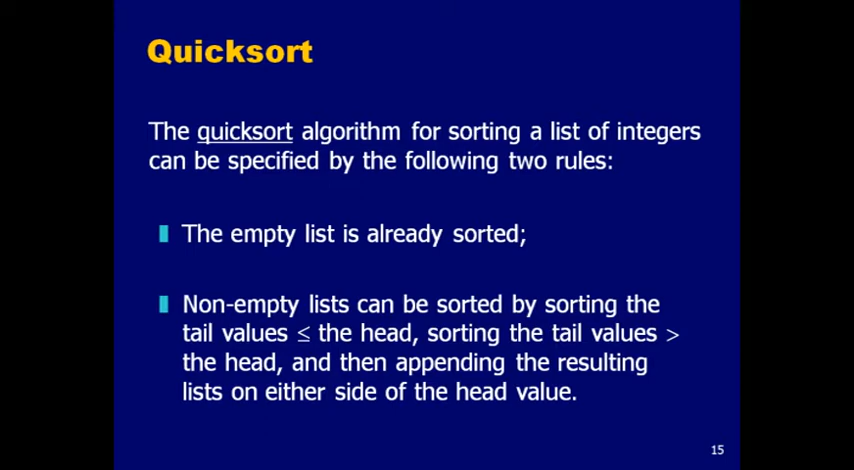 Quicksort
The quicksort algorithm for sorting a list of integers
can be specified by the following two rules:
The empty list is already sorted;
Non-empty lists can be sorted by sorting the
tail values ≤ the head, sorting the tail values >
the head, and then appending the resulting
lists on either side of the head value.
15